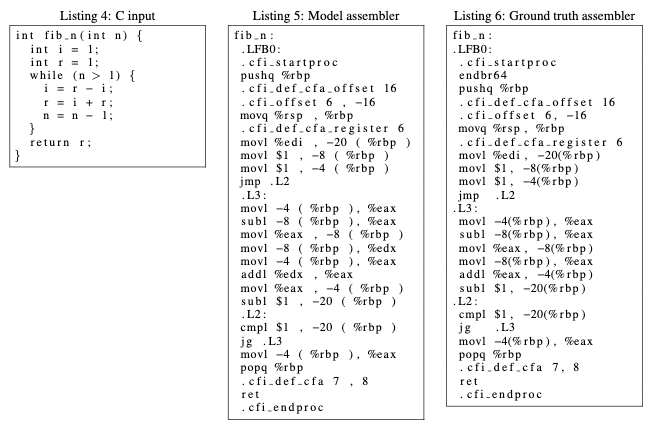 Listing 4: C input
int fib_n(int n) {
  int i = 1;
  int r = 1;
  while (n > 1) {
    i = r - i;
    r = i + r;
    n = n - 1;
  }
  return r;
}
Listing 5: Model assembler
fib_n:
 .LFB0:
 .cfi_startproc
 pushq %rbp
 .cfi_def_cfa_offset 16
 .cfi_offset 6 , -16
 movq %rsp , %rbp
 .cfi_def_cfa_register 6
 movl %edi , -20 ( %rbp )
 movl $1 , -8 ( %rbp )
 movl $1 , -4 ( %rbp )
 jmp .L2
 .L3:
 movl -4 ( %rbp ), %eax
 subl -8 ( %rbp ), %eax
 movl %eax , -8 ( %rbp )
 movl -8 ( %rbp ), %edx
 movl -4 ( %rbp ), %eax
 addl %edx , %eax
 movl %eax , -4 ( %rbp )
 subl $1 , -20 ( %rbp )
 .L2:
 cmpl $1 , -20 ( %rbp )
 jg .L3
 movl -4 ( %rbp ), %eax
 popq %rbp
 .cfi_def_cfa 7 , 8
 ret
 .cfi_endproc
Listing 6: Ground truth assembler
fib_n:
.LFB0:
 .cfi_startproc
 endbr64
 pushq %rbp
 .cfi_def_cfa_offset 16
 .cfi_offset 6, -16
 movq %rsp, %rbp
 .cfi_def_cfa_register 6
 movl %edi, -20(%rbp)
 movl $1, -8(%rbp)
 movl $1, -4(%rbp)
 jmp  .L2
.L3:
 movl -4(%rbp), %eax
 subl -8(%rbp), %eax
 movl %eax, -8(%rbp)
 movl -8(%rbp), %eax
 addl %eax, -4(%rbp)
 subl $1, -20(%rbp)
.L2:
 cmpl $1, -20(%rbp)
 jg   .L3
 movl -4(%rbp), %eax
 popq %rbp
 .cfi_def_cfa 7, 8
 ret
 .cfi_endproc